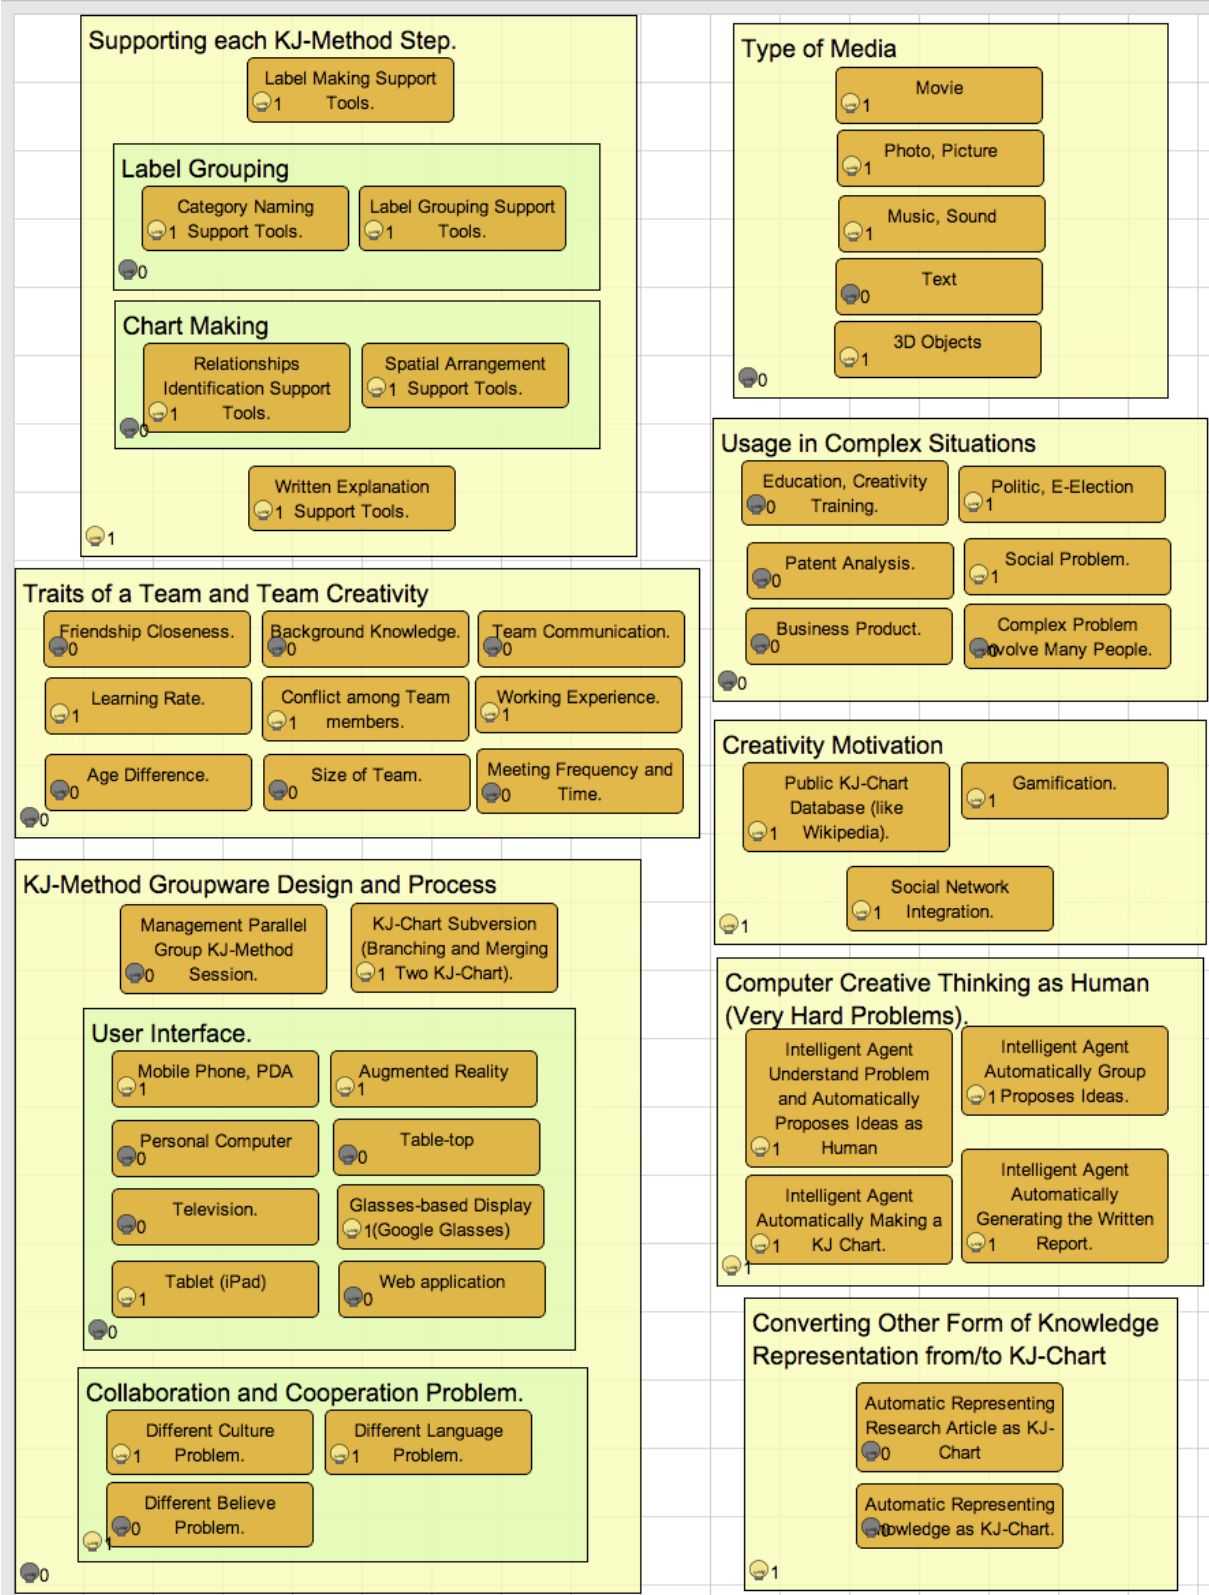 Supporting each KJ-Method Step.
Label Making Support
1 Tools.
Label Grouping
Category Naming
1 Support Tools.
Label Grouping Support
1 Tools.
0
Chart Making
Relationships
Identification Support
1 Tools.
Spatial Arrangement
1 Support Tools.
0
Written Explanation
1 Support Tools.
1
Traits of a Team and Team Creativity
Friendship Closeness.
0
Background Knowledge.
0
Team Communication.
0
Learning Rate.
1
Conflict among Team
1 members.
Working Experience.
1
Age Difference.
0
Size of Team.
0
Meeting Frequency and
0 Time.
0
KJ-Method Groupware Design and Process
Management Parallel
Group KJ-Method
0 Session.
KJ-Chart Subversion
(Branching and Merging
1 Two KJ-Chart).
User Interface.
Mobile Phone, PDA
1
Augmented Reality
1
Personal Computer
0
Table-top
0
Television.
0
Glasses-based Display
1 (Google Glasses)
Tablet (iPad)
1
Web application
0
0
Collaboration and Cooperation Problem.
Different Culture
1 Problem.
Different Language
1 Problem.
Different Believe
0 Problem.
1
0
Type of Media
Movie
1
Photo, Picture
1
Music, Sound
1
Text
0
3D Objects
1
0
Usage in Complex Situations
Education, Creativity
0 Training.
Politic, E-Election
1
Patent Analysis.
0
Social Problem.
1
Business Product.
0
Complex Problem
0 Involve Many People.
0
Creativity Motivation
Public KJ-Chart
Database (like
1 Wikipedia).
Gamification.
1
Social Network
1 Integration.
1
Computer Creative Thinking as Human
(Very Hard Problems).
Intelligent Agent
Understand Problem
and Automatically
Proposes Ideas as
1 Human
Intelligent Agent
Automatically Group
1 Proposes Ideas.
Intelligent Agent
Automatically Making a
1 KJ Chart.
Intelligent Agent
Automatically
Generating the Written
1 Report.
1
Converting Other Form of Knowledge
Representation from/to KJ-Chart
Automatic Representing
Research Article as KJ-
0 Chart
Automatic Representing
0 Knowledge as KJ-Chart.
1